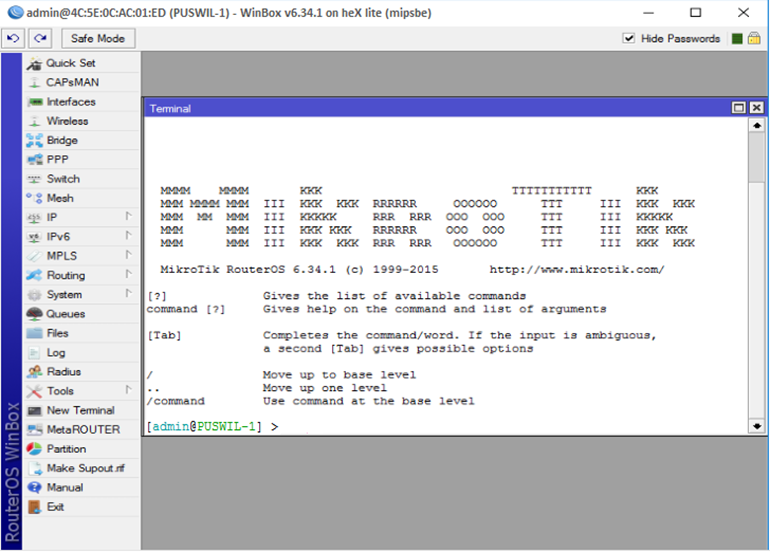 admin@4C:5E:0C:AC:01:ED (PUSWIL-1) - WinBox v6.34.1 on heX lite (mipsbe)
Safe Mode
Hide Passwords
Quick Set
CAPsMAN
Interfaces
Wireless
Bridge
PPP
Switch
Mesh
IP
IPv6
MPLS
Routing
System
Queues
Files
Log
Radius
Tools
New Terminal
MetaROUTER
Partition
Make Supout.rif
Manual
Exit
RouterOS WinBox
Terminal
MMMM    MMMM       KKK                          TTTTTTTTTTT      KKK
MMM MMMM MMM  III  KKK  KKK  RRRRRR     OOOOOO      TTT     III  KKK  KKK
MMM  MM  MMM  III  KKKKK     RRR  RRR  OOO  OOO     TTT     III  KKKKK
MMM      MMM  III  KKK KKK   RRRRRR    OOO  OOO     TTT     III  KKK KKK
MMM      MMM  III  KKK  KKK  RRR  RRR   OOOOOO      TTT     III  KKK  KKK
MikroTik RouterOS 6.34.1 (c) 1999-2015       http://www.mikrotik.com/
[?]             Gives the list of available commands
command [?]     Gives help on the command and list of arguments
[Tab]           Completes the command/word. If the input is ambiguous,
a second [Tab] gives possible options
/               Move up to base level
..              Move up one level
/command        Use command at the base level
[admin@PUSWIL-1] >